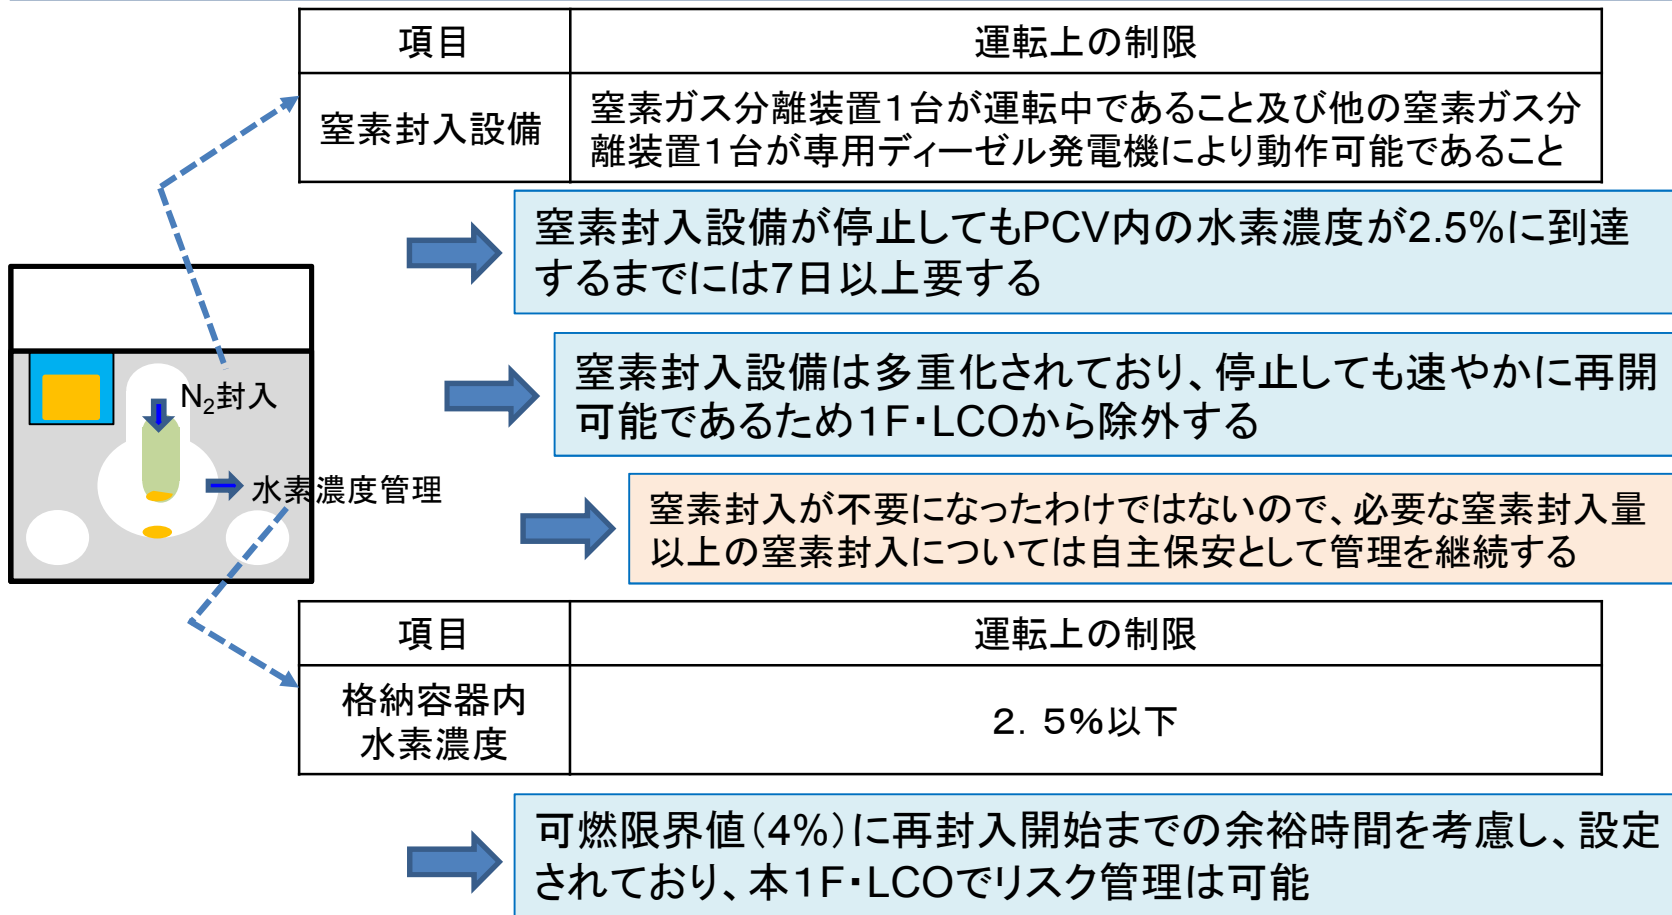 項目
運転上の制限
窒素封入設備
窒素ガス分離装置1台が運転中であること及び他の窒素ガス分
離装置1台が専用ディーゼル発電機により動作可能であること
窒素封入設備が停止してもPCV内の水素濃度が2.5%に到達
するまでには7日以上要する
窒素封入設備は多重化されており、停止しても速やかに再開
可能であるため1F・LCOから除外する
N2封入
水素濃度管理
窒素封入が不要になったわけではないので、必要な窒素封入量
以上の窒素封入については自主保安として管理を継続する
項目
運転上の制限
格納容器内
水素濃度
2．5%以下
可燃限界値（4%）に再封入開始までの余裕時間を考慮し、設定
されており、本1F・LCOでリスク管理は可能